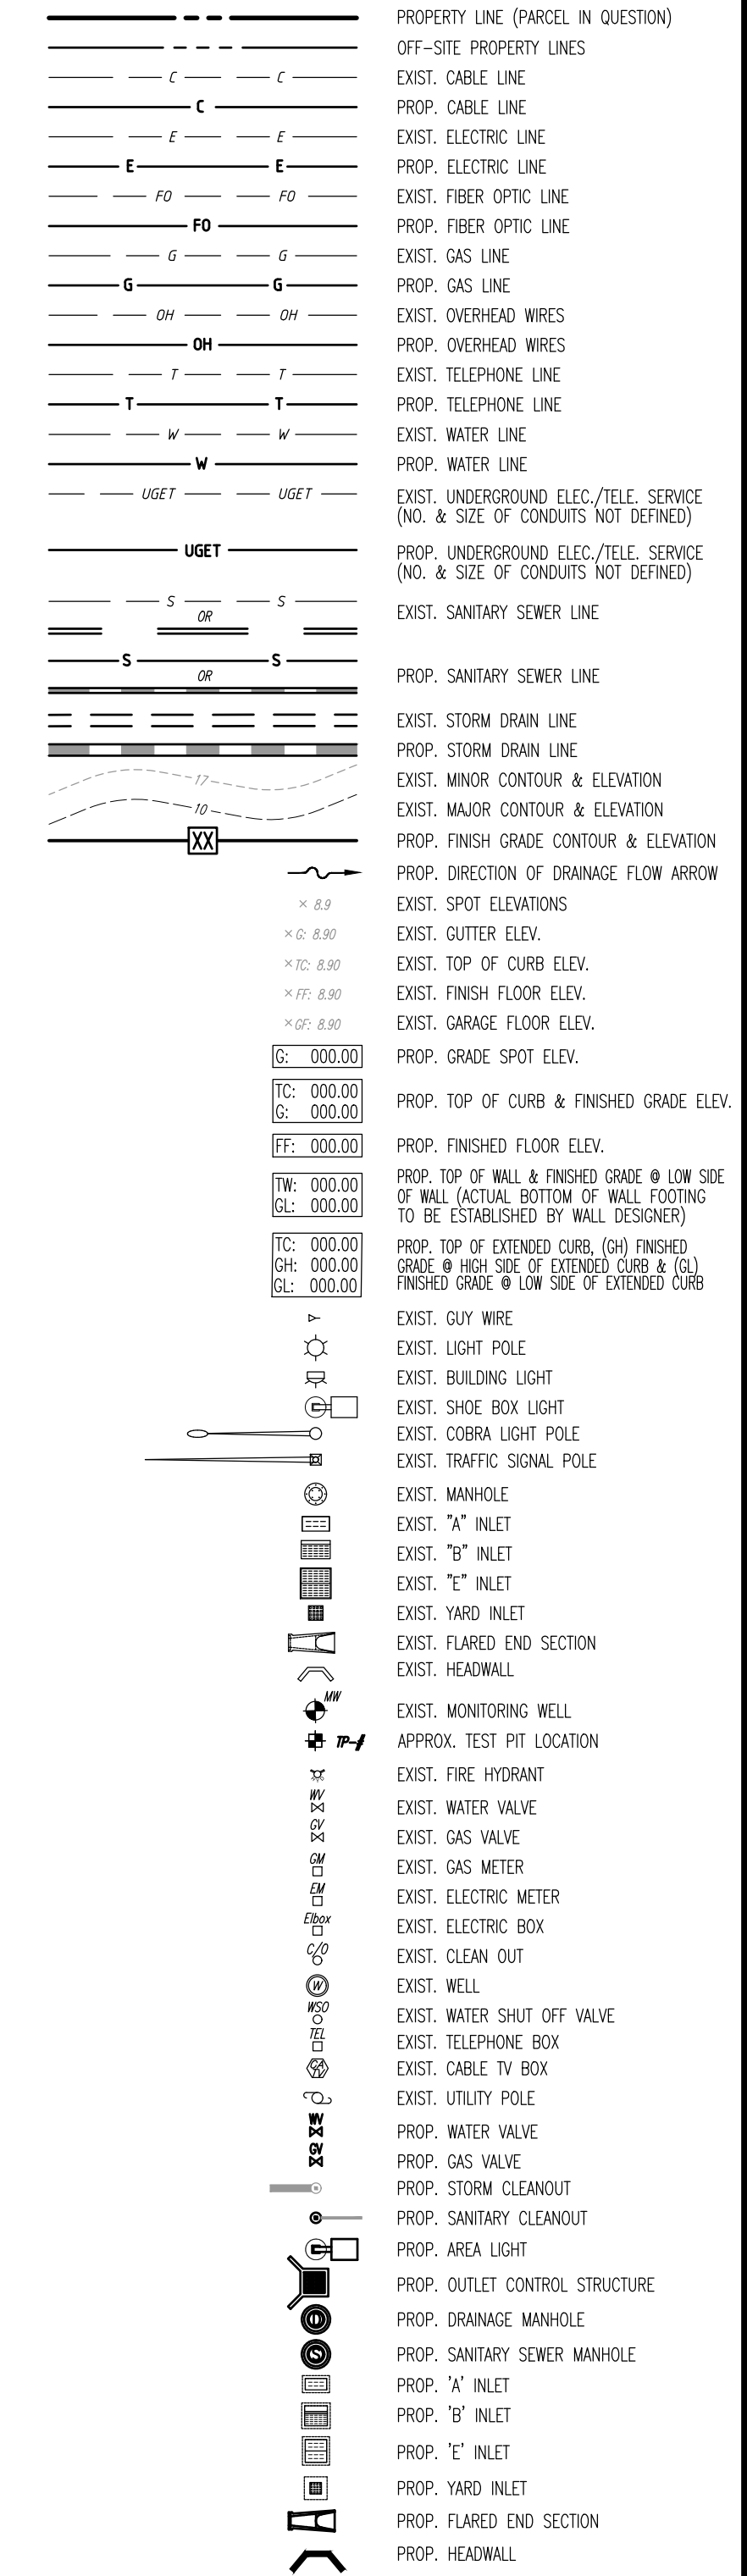 PROPERTY LINE (PARCEL IN QUESTION)
OFF-SITE PROPERTY LINES
C C EXIST. CABLE LINE
C PROP. CABLE LINE
E E EXIST. ELECTRIC LINE
E E PROP. ELECTRIC LINE
FO FO EXIST. FIBER OPTIC LINE
FO PROP. FIBER OPTIC LINE
G G EXIST. GAS LINE
G G PROP. GAS LINE
OH OH EXIST. OVERHEAD WIRES
OH PROP. OVERHEAD WIRES
T T EXIST. TELEPHONE LINE
T T PROP. TELEPHONE LINE
W W EXIST. WATER LINE
W PROP. WATER LINE
UGET UGET EXIST. UNDERGROUND ELEC./TELE. SERVICE
(NO. & SIZE OF CONDUITS NOT DEFINED)
UGET PROP. UNDERGROUND ELEC./TELE. SERVICE
(NO. & SIZE OF CONDUITS NOT DEFINED)
S S
OR EXIST. SANITARY SEWER LINE
S S
OR PROP. SANITARY SEWER LINE
EXIST. STORM DRAIN LINE
PROP. STORM DRAIN LINE
17 EXIST. MINOR CONTOUR & ELEVATION
10 EXIST. MAJOR CONTOUR & ELEVATION
XX PROP. FINISH GRADE CONTOUR & ELEVATION
PROP. DIRECTION OF DRAINAGE FLOW ARROW
× 8.9 EXIST. SPOT ELEVATIONS
× G: 8.90 EXIST. GUTTER ELEV.
× TC: 8.90 EXIST. TOP OF CURB ELEV.
× FF: 8.90 EXIST. FINISH FLOOR ELEV.
× GF: 8.90 EXIST. GARAGE FLOOR ELEV.
G: 000.00 PROP. GRADE SPOT ELEV.
TC: 000.00
G: 000.00 PROP. TOP OF CURB & FINISHED GRADE ELEV.
FF: 000.00 PROP. FINISHED FLOOR ELEV.
TW: 000.00
GL: 000.00
PROP. TOP OF WALL & FINISHED GRADE @ LOW SIDE
OF WALL (ACTUAL BOTTOM OF WALL FOOTING
TO BE ESTABLISHED BY WALL DESIGNER)
TC: 000.00
GH: 000.00
GL: 000.00
PROP. TOP OF EXTENDED CURB, (GH) FINISHED
GRADE @ HIGH SIDE OF EXTENDED CURB & (GL)
FINISHED GRADE @ LOW SIDE OF EXTENDED CURB
EXIST. GUY WIRE
EXIST. LIGHT POLE
EXIST. BUILDING LIGHT
EXIST. SHOE BOX LIGHT
EXIST. COBRA LIGHT POLE
EXIST. TRAFFIC SIGNAL POLE
EXIST. MANHOLE
EXIST. "A" INLET
EXIST. "B" INLET
EXIST. "E" INLET
EXIST. YARD INLET
EXIST. FLARED END SECTION
EXIST. HEADWALL
MW EXIST. MONITORING WELL
TP-# APPROX. TEST PIT LOCATION
EXIST. FIRE HYDRANT
WV EXIST. WATER VALVE
GV EXIST. GAS VALVE
GM EXIST. GAS METER
EM EXIST. ELECTRIC METER
Elbox EXIST. ELECTRIC BOX
C/O EXIST. CLEAN OUT
W EXIST. WELL
WSO EXIST. WATER SHUT OFF VALVE
TEL EXIST. TELEPHONE BOX
CA
TV EXIST. CABLE TV BOX
EXIST. UTILITY POLE
WV PROP. WATER VALVE
GV PROP. GAS VALVE
PROP. STORM CLEANOUT
PROP. SANITARY CLEANOUT
PROP. AREA LIGHT
PROP. OUTLET CONTROL STRUCTURE
D PROP. DRAINAGE MANHOLE
S PROP. SANITARY SEWER MANHOLE
PROP. 'A' INLET
PROP. 'B' INLET
PROP. 'E' INLET
PROP. YARD INLET
PROP. FLARED END SECTION
PROP. HEADWALL